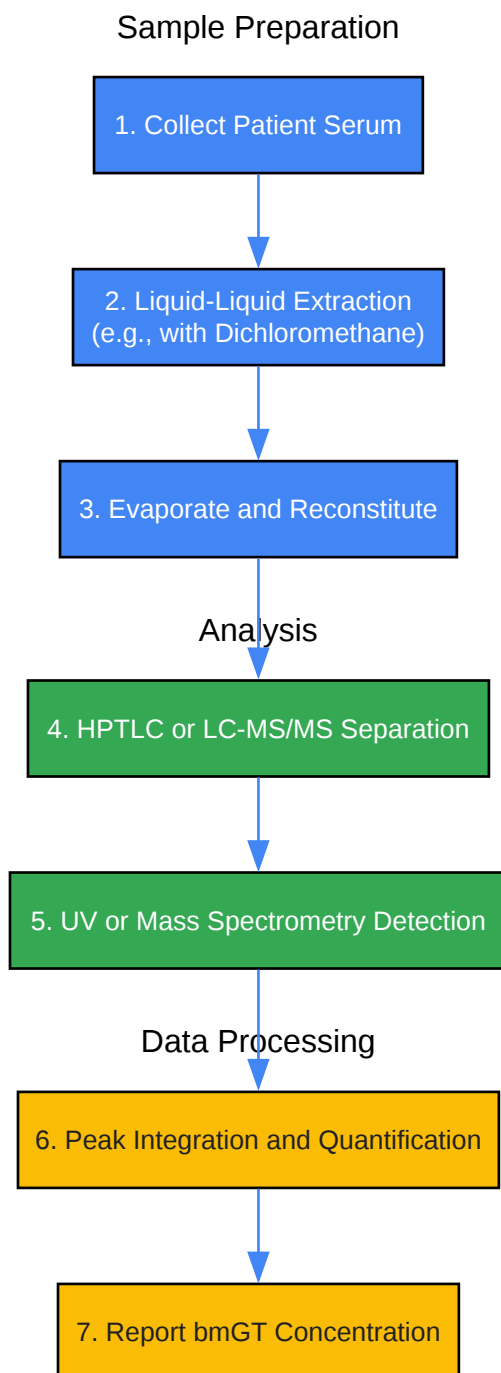 Sample Preparation
1. Collect Patient Serum
2. Liquid-Liquid Extraction
(e.g., with Dichloromethane)
3. Evaporate and Reconstitute
Analysis
4. HPTLC or LC-MS/MS Separation
5. UV or Mass Spectrometry Detection
Data Processing
6. Peak Integration and Quantification
7. Report bmGT Concentration